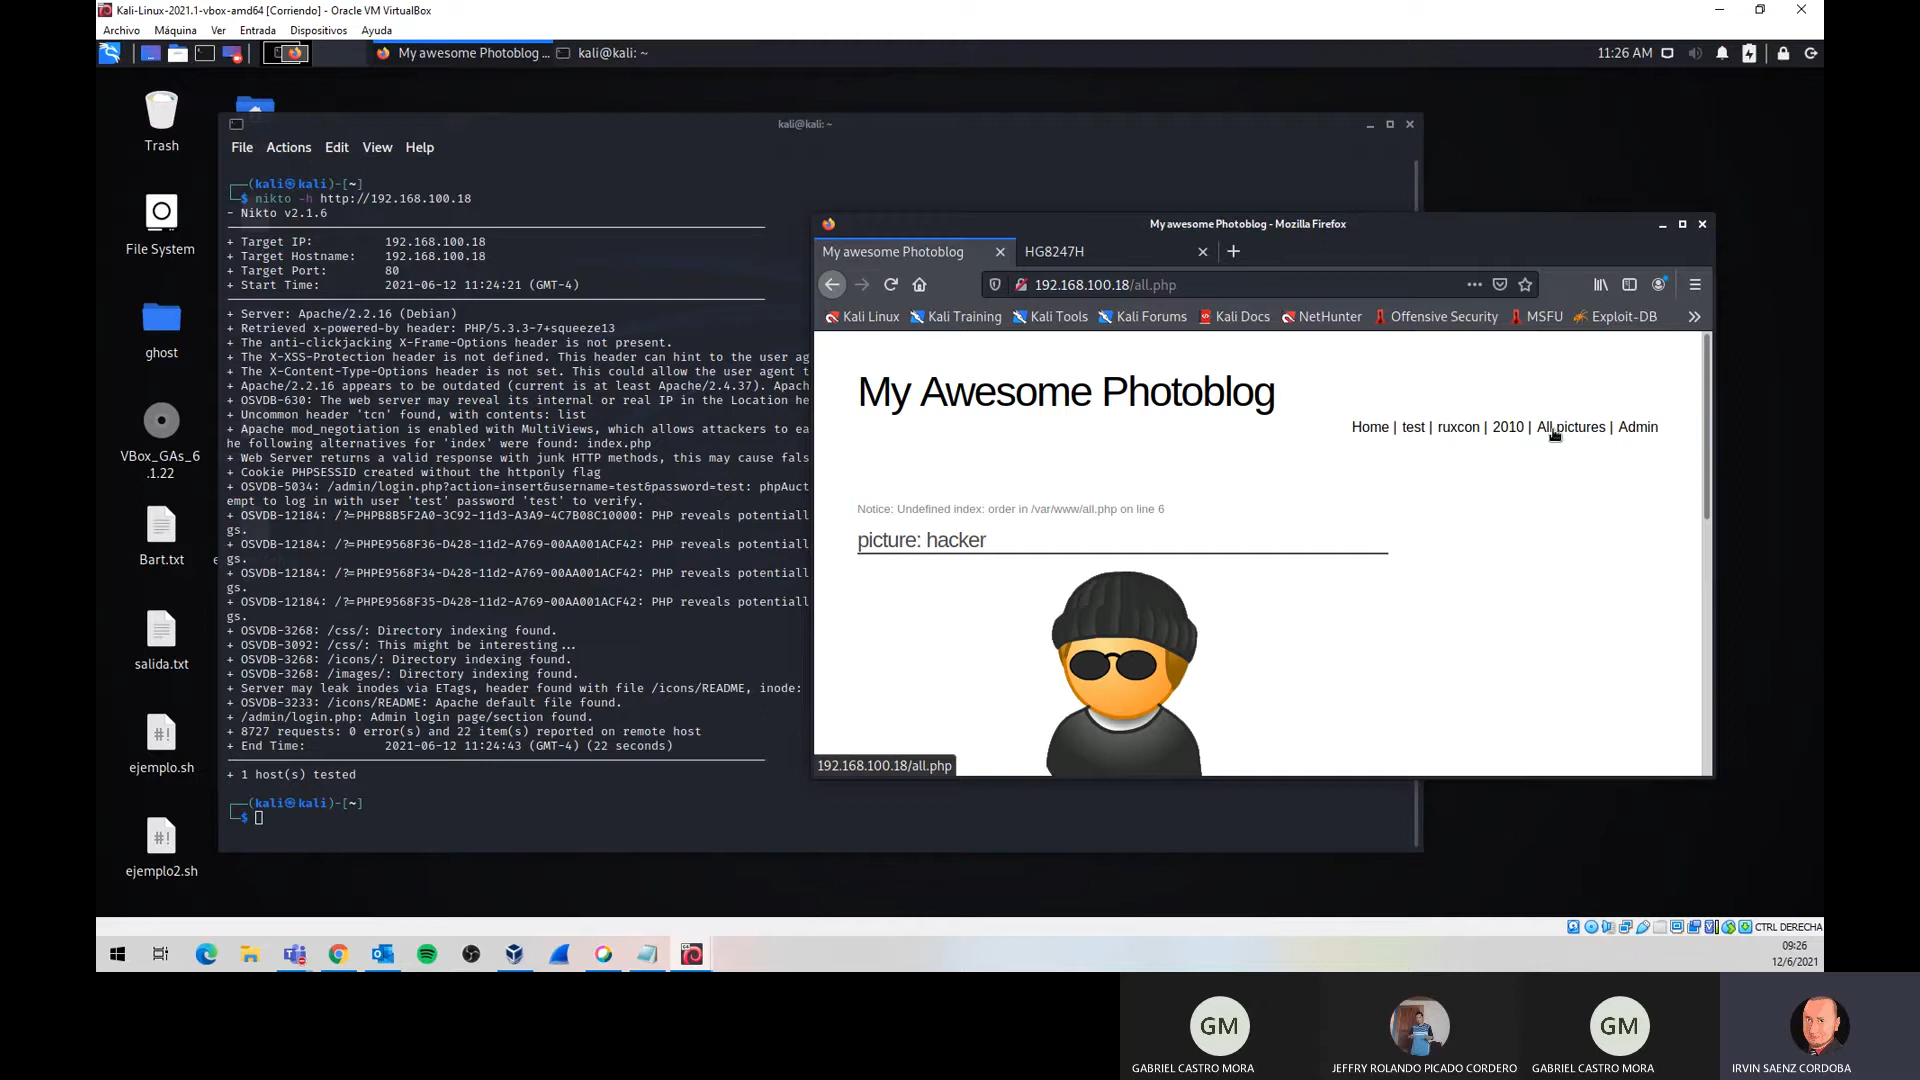 Kali-Linux-2021.1-vbox-amd64 [Corriendo] - Oracle VM VirtualBox
Archivo Máquina Ver Entrada Dispositivos Ayuda
My awesome Photoblog ... kali@kali: ~
11:26 AM
Trash
File System
ghost
VBox_GAs_6
.1.22
Bart.txt
salida.txt
ejemplo.sh
ejemplo2.sh
kali@kali: ~
File Actions Edit View Help
(kali㉿kali)-[~]
$ nikto -h http://192.168.100.18
- Nikto v2.1.6
+ Target IP: 192.168.100.18
+ Target Hostname: 192.168.100.18
+ Target Port: 80
+ Start Time: 2021-06-12 11:24:21 (GMT-4)
+ Server: Apache/2.2.16 (Debian)
+ Retrieved x-powered-by header: PHP/5.3.3-7+squeeze13
+ The anti-clickjacking X-Frame-Options header is not present.
+ The X-XSS-Protection header is not defined. This header can hint to the user ag
+ The X-Content-Type-Options header is not set. This could allow the user agent t
+ Apache/2.2.16 appears to be outdated (current is at least Apache/2.4.37). Apach
+ OSVDB-630: The web server may reveal its internal or real IP in the Location he
+ Uncommon header 'tcn' found, with contents: list
+ Apache mod_negotiation is enabled with MultiViews, which allows attackers to ea
he following alternatives for 'index' were found: index.php
+ Web Server returns a valid response with junk HTTP methods, this may cause fals
+ Cookie PHPSESSID created without the httponly flag
+ OSVDB-5034: /admin/login.php?action=insert&username=test&password=test: phpAuct
empt to log in with user 'test' password 'test' to verify.
+ OSVDB-12184: /?=PHPB8B5F2A0-3C92-11d3-A3A9-4C7B08C10000: PHP reveals potentiall
gs.
+ OSVDB-12184: /?=PHPE9568F36-D428-11d2-A769-00AA001ACF42: PHP reveals potentiall
gs.
+ OSVDB-12184: /?=PHPE9568F34-D428-11d2-A769-00AA001ACF42: PHP reveals potentiall
gs.
+ OSVDB-12184: /?=PHPE9568F35-D428-11d2-A769-00AA001ACF42: PHP reveals potentiall
gs.
+ OSVDB-3268: /css/: Directory indexing found.
+ OSVDB-3092: /css/: This might be interesting...
+ OSVDB-3268: /icons/: Directory indexing found.
+ OSVDB-3268: /images/: Directory indexing found.
+ Server may leak inodes via ETags, header found with file /icons/README, inode:
+ OSVDB-3233: /icons/README: Apache default file found.
+ /admin/login.php: Admin login page/section found.
+ 8727 requests: 0 error(s) and 22 item(s) reported on remote host
+ End Time: 2021-06-12 11:24:43 (GMT-4) (22 seconds)
+ 1 host(s) tested
(kali㉿kali)-[~]
$
My awesome Photoblog - Mozilla Firefox
My awesome Photoblog
HG8247H
192.168.100.18/all.php
Kali Linux Kali Training Kali Tools Kali Forums Kali Docs NetHunter Offensive Security MSFU Exploit-DB
My Awesome Photoblog
Home | test | ruxcon | 2010 | All pictures | Admin
Notice: Undefined index: order in /var/www/all.php on line 6
picture: hacker
192.168.100.18/all.php
CTRL DERECHA
09:26
12/6/2021
GM
GM
GABRIEL CASTRO MORA
JEFFRY ROLANDO PICADO CORDERO
GABRIEL CASTRO MORA
IRVIN SAENZ CORDOBA